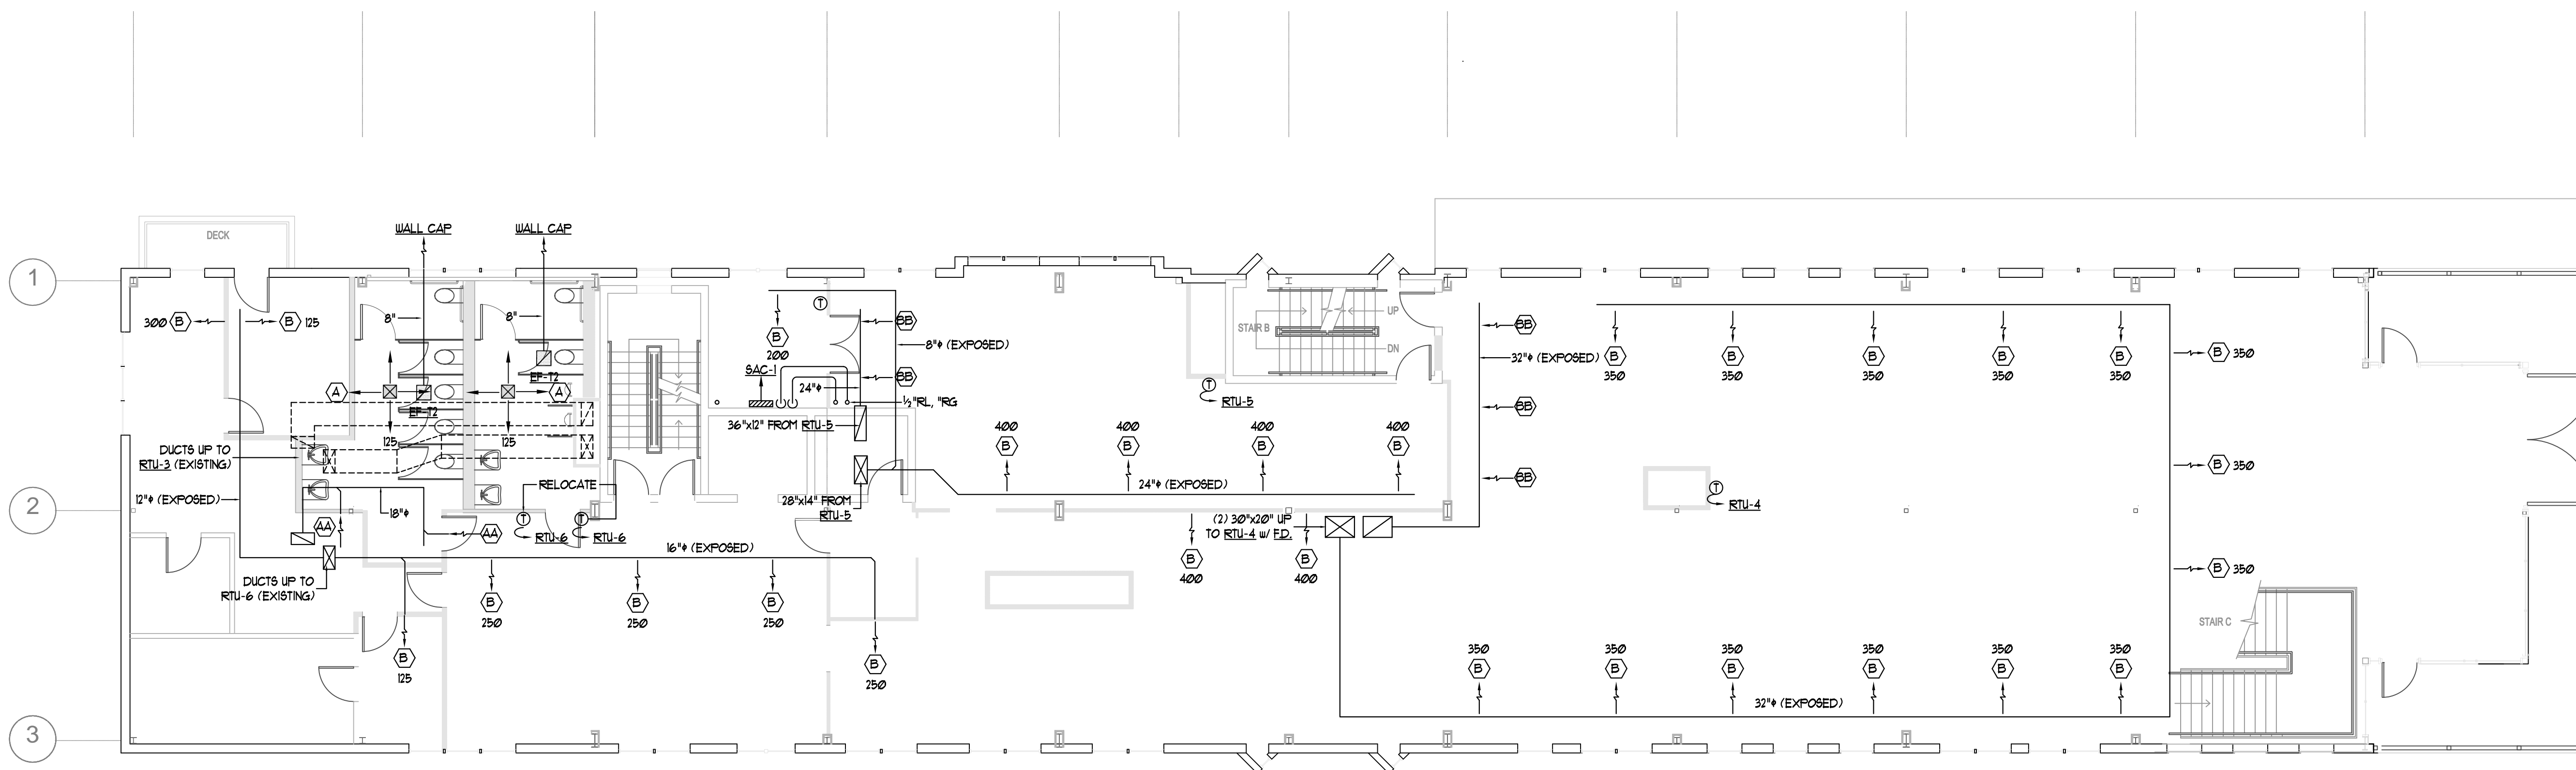 DECK
WALL CAP
WALL CAP
1
300 B
B 125
8"
8"
T
B
200
BB
8"ϕ (EXPOSED)
BB
SAC-1
24"ϕ
EF-T2
A
A
EF-T2
½"RL, "RG
36"x12" FROM RTU-5
125
125
DUCTS UP TO
RTU-3 (EXISTING)
12"ϕ (EXPOSED)
RELOCATE
28"x14" FROM
RTU-5
2
18"ϕ
AA
AA
T
RTU-6
T
RTU-6
16"ϕ (EXPOSED)
DUCTS UP TO
RTU-6 (EXISTING)
B
250
B
250
B
250
B
125
B
250
3
STAIR B
UP
DN
T
RTU-5
400
B
400
B
400
B
400
B
24"ϕ (EXPOSED)
(2) 30"x20" UP
TO RTU-4 w/ F.D.
B
400
B
400
BB
32"ϕ (EXPOSED)
BB
BB
B
350
B
350
B
350
B
350
B
350
B 350
B 350
B 350
T
RTU-4
350
B
350
B
350
B
350
B
350
B
350
B
32"ϕ (EXPOSED)
STAIR C